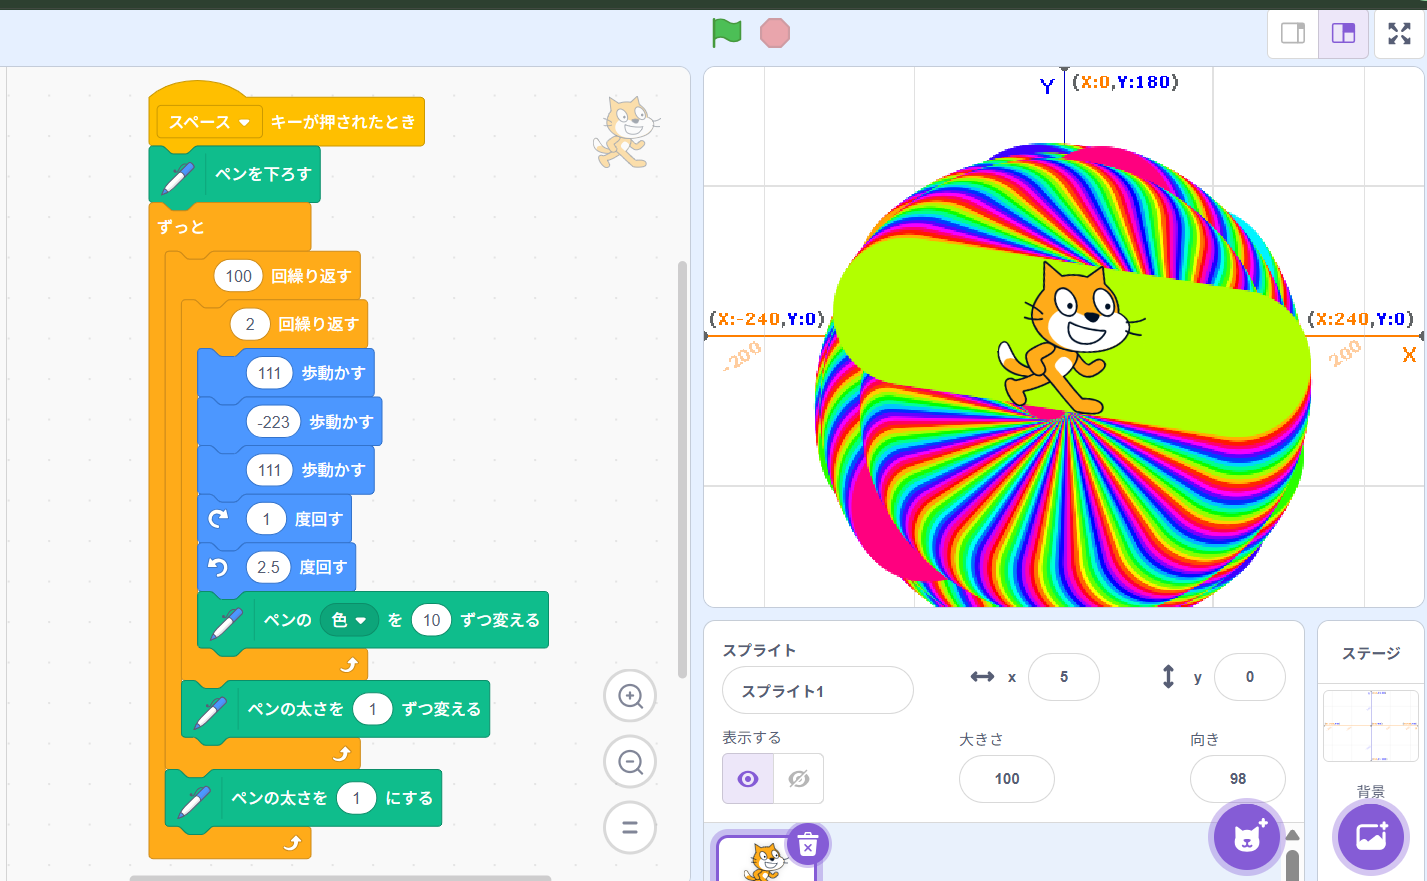 スペース キーが押されたとき
ペンを下ろす
ずっと
100 回繰り返す
2 回繰り返す
111 歩動かす
-223 歩動かす
111 歩動かす
1 度回す
2.5 度回す
ペンの 色 を 10 ずつ変える
ペンの太さを 1 ずつ変える
ペンの太さを 1 にする
Y (X:0,Y:180)
(X:-240,Y:0)
(X:240,Y:0)
-200
200
X
スプライト
スプライト1
x 5
y 0
表示する
大きさ
100
向き
98
ステージ
背景